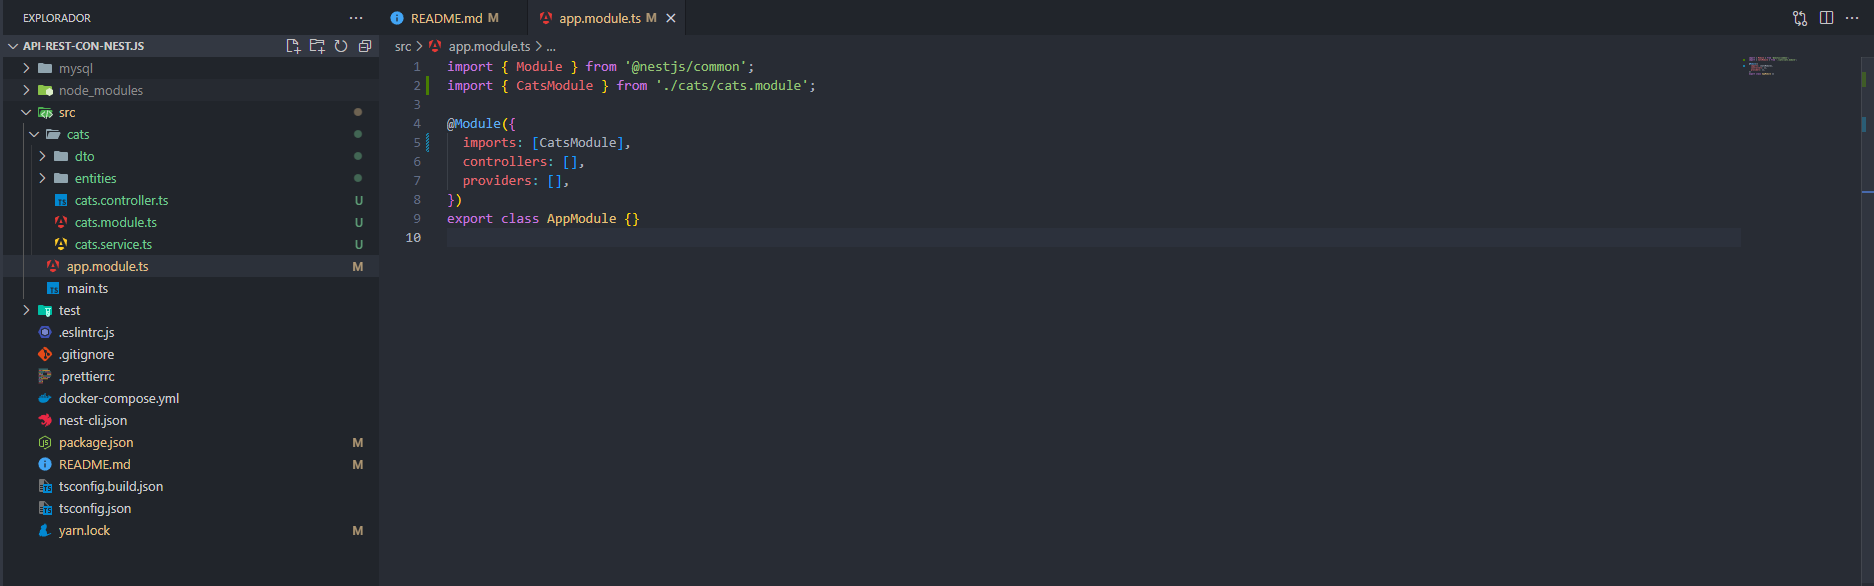 EXPLORADOR
API-REST-CON-NEST.JS
mysql
node_modules
src
cats
dto
entities
cats.controller.ts U
cats.module.ts U
cats.service.ts U
app.module.ts M
main.ts
test
.eslintrc.js
.gitignore
.prettierrc
docker-compose.yml
nest-cli.json
package.json M
README.md M
tsconfig.build.json
tsconfig.json
yarn.lock M
README.md M
app.module.ts M
src > app.module.ts > ...
1 import { Module } from '@nestjs/common';
2 import { CatsModule } from './cats/cats.module';
3
4 @Module({
5 imports: [CatsModule],
6 controllers: [],
7 providers: [],
8 })
9 export class AppModule {}
10